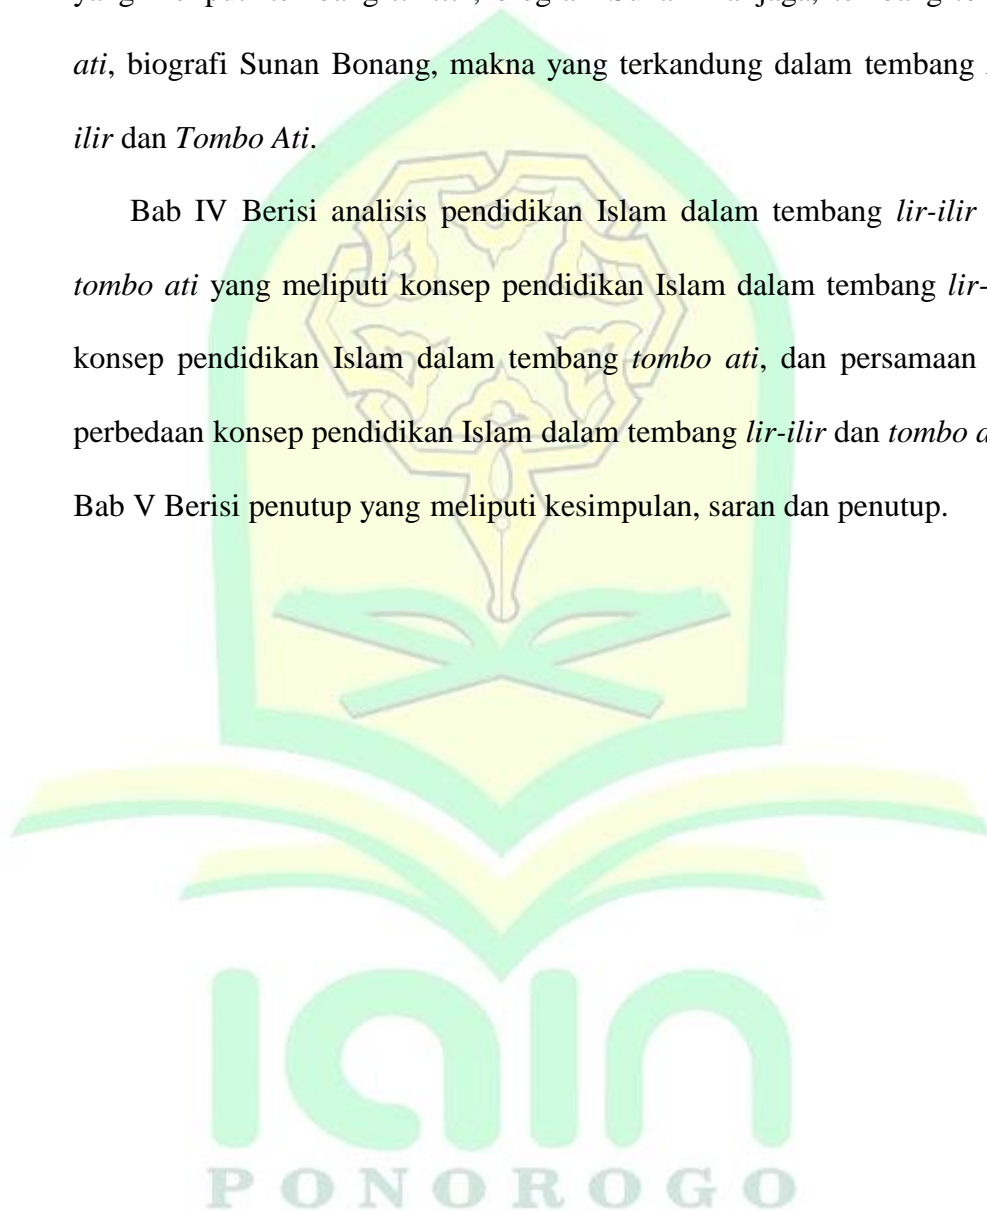 ati, biografi Sunan Bonang, makna yang terkandung dalam tembang
ilir dan Tombo Ati.
Bab IV Berisi analisis pendidikan Islam dalam tembang lir-ilir
tombo ati yang meliputi konsep pendidikan Islam dalam tembang lir-
konsep pendidikan Islam dalam tembang tombo ati, dan persamaan
perbedaan konsep pendidikan Islam dalam tembang lir-ilir dan tombo a
Bab V Berisi penutup yang meliputi kesimpulan, saran dan penutup.
iain
PONOROGO